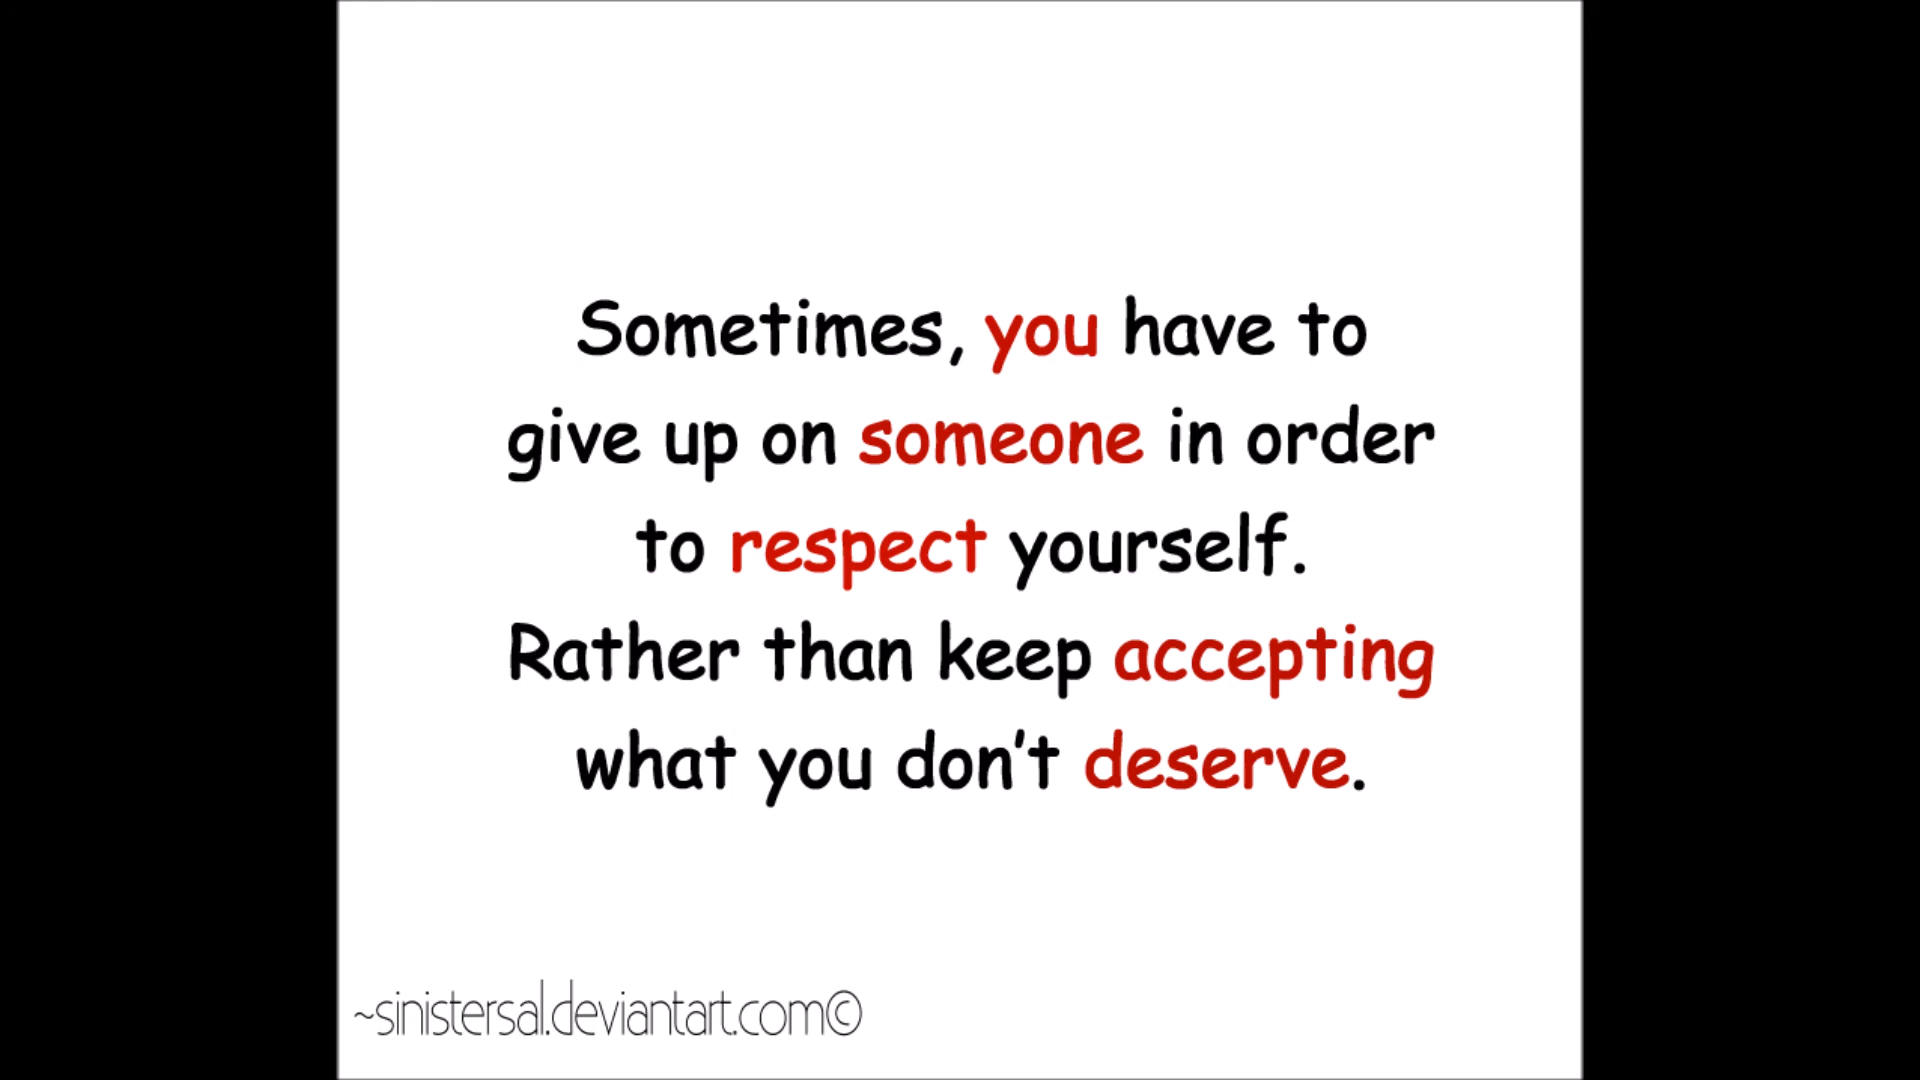 Sometimes, you have to
give up on someone in order
to respect yourself.
Rather than keep accepting
what you don’t deserve.
~sinistersal.deviantart.com©